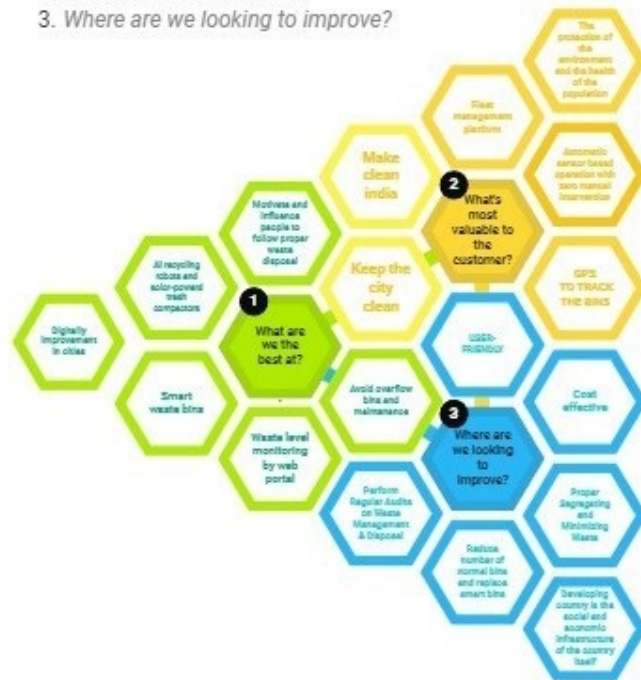 3. Where are we looking to improve?
The
protection of
the
environment
and the health
of the
population
Fleet
management
platform
Automatic
sensor based
operation with
zero manual
intervention
Make
clean
india
2
What's
most
valuable to
the
customer?
Motivate and
influence
people to
follow proper
waste
disposal
Keep the
city
clean
GPS
TO TRACK
THE BINS
AI recycling
robots and
solar-powerd
trash
compactors
1
What are
we the
best at?
USER-
FRIENDLY
Digitally
improvement
in cities
Smart
waste bins
Avoid overflow
bins and
maintenance
Cost
effective
3
Where are
we looking
to
improve?
Waste level
monitoring
by web
portal
Perform
Regular Audits
on Waste
Management
& Disposal
Proper
Segregating
and
Minimizing
Waste
Reduce
number of
normal bins
and replace
smart bins
Developing
country is the
social and
economic
infrastructure
of the country
itself